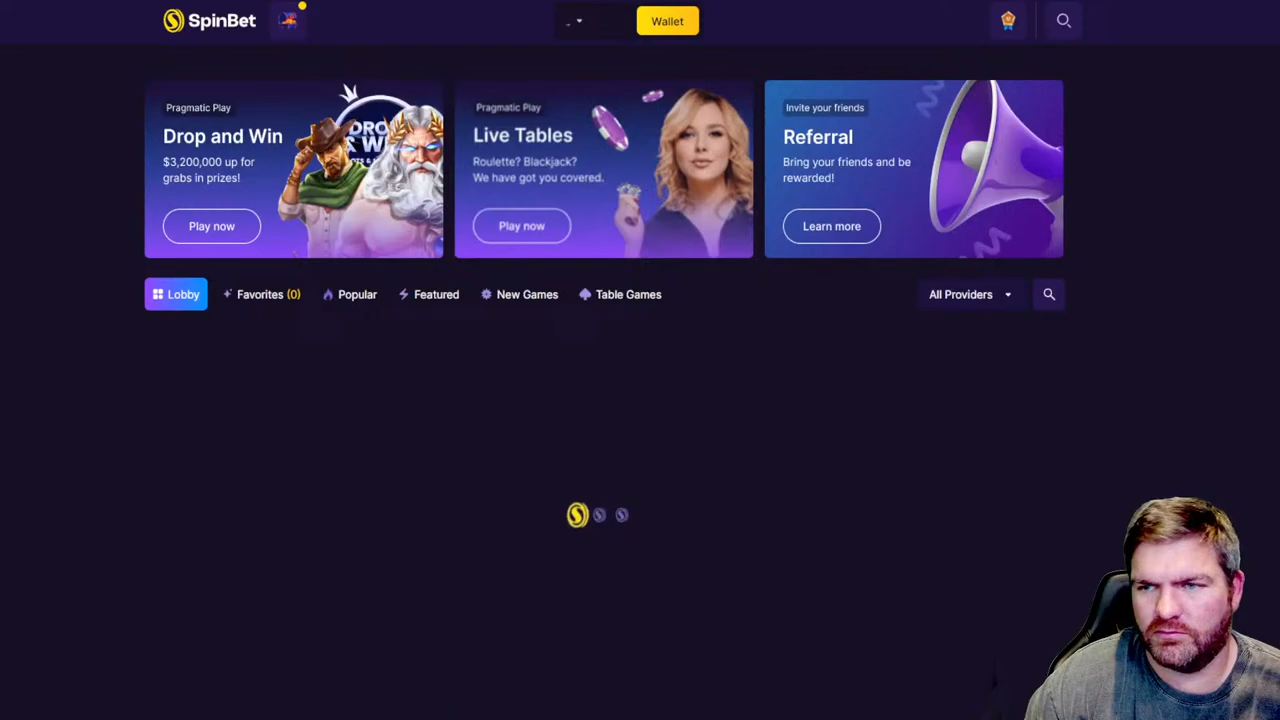 SpinBet
Wallet
Pragmatic Play
Drop and Win
$3,200,000 up for
grabs in prizes!
Play now
Pragmatic Play
Live Tables
Roulette? Blackjack?
We have got you covered.
Play now
Invite your friends
Referral
Bring your friends and be
rewarded!
Learn more
Lobby
Favorites (0)
Popular
Featured
New Games
Table Games
All Providers